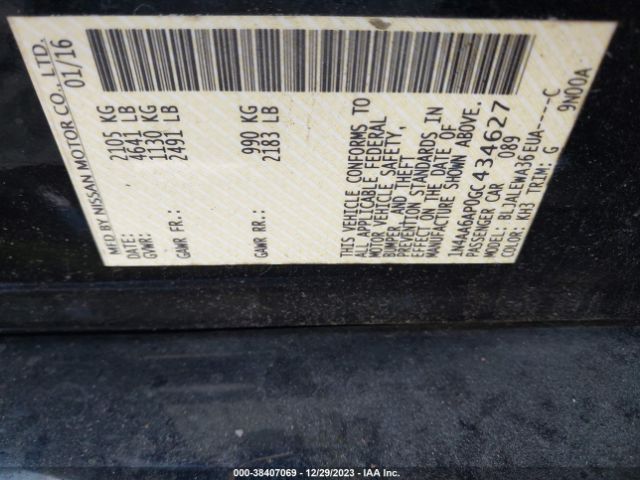 MFD BY NISSAN MOTOR CO., LTD.
DATE: 01/16
GVWR: 2105 KG
4641 LB
GAWR FR: 1130 KG
2491 LB
GAWR RR: 990 KG
2183 LB
THIS VEHICLE CONFORMS TO
ALL APPLICABLE FEDERAL
MOTOR VEHICLE SAFETY,
BUMPER, AND THEFT
PREVENTION STANDARDS IN
EFFECT ON THE DATE OF
MANUFACTURE SHOWN ABOVE.
1N4AA6AP0GC434627
PASSENGER CAR 089
MODEL: BLJALEWA36EUA----C
COLOR: KH3 TRIM: G 9N00A
000-38407069 - 12/29/2023 - IAAI.com